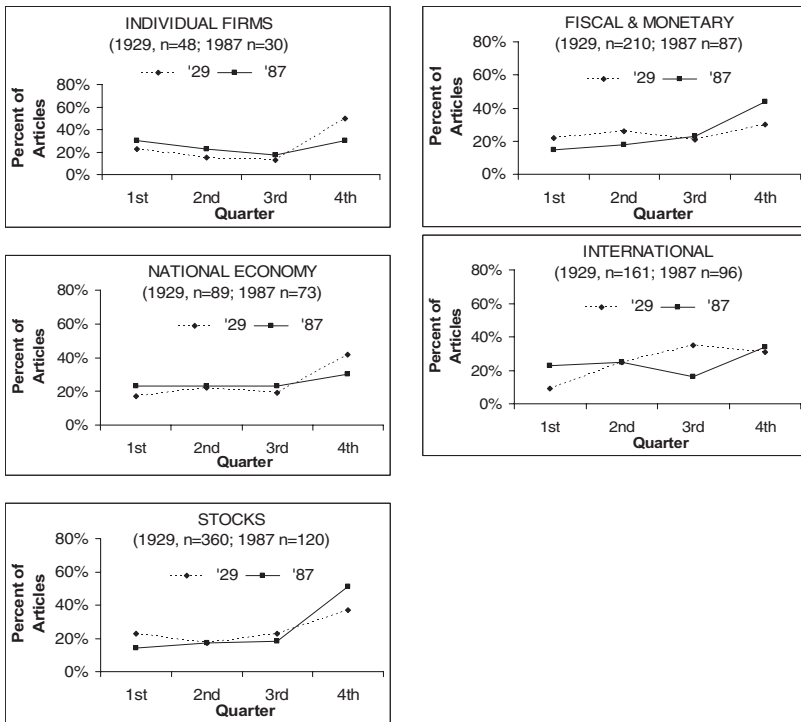 INDIVIDUAL FIRMS
(1929, n=48; 1987 n=30)
'29 '87
Percent of
Articles
80%
60%
40%
20%
0%
1st 2nd 3rd 4th
Quarter
FISCAL & MONETARY
(1929, n=210; 1987 n=87)
'29 '87
Percent of
Articles
80%
60%
40%
20%
0%
1st 2nd 3rd 4th
Quarter
NATIONAL ECONOMY
(1929, n=89; 1987 n=73)
'29 '87
Percent of
Articles
80%
60%
40%
20%
0%
1st 2nd 3rd 4th
Quarter
INTERNATIONAL
(1929, n=161; 1987 n=96)
'29 '87
Percent of
Articles
80%
60%
40%
20%
0%
1st 2nd 3rd 4th
Quarter
STOCKS
(1929, n=360; 1987 n=120)
'29 '87
Percent of
Articles
80%
60%
40%
20%
0%
1st 2nd 3rd 4th
Quarter